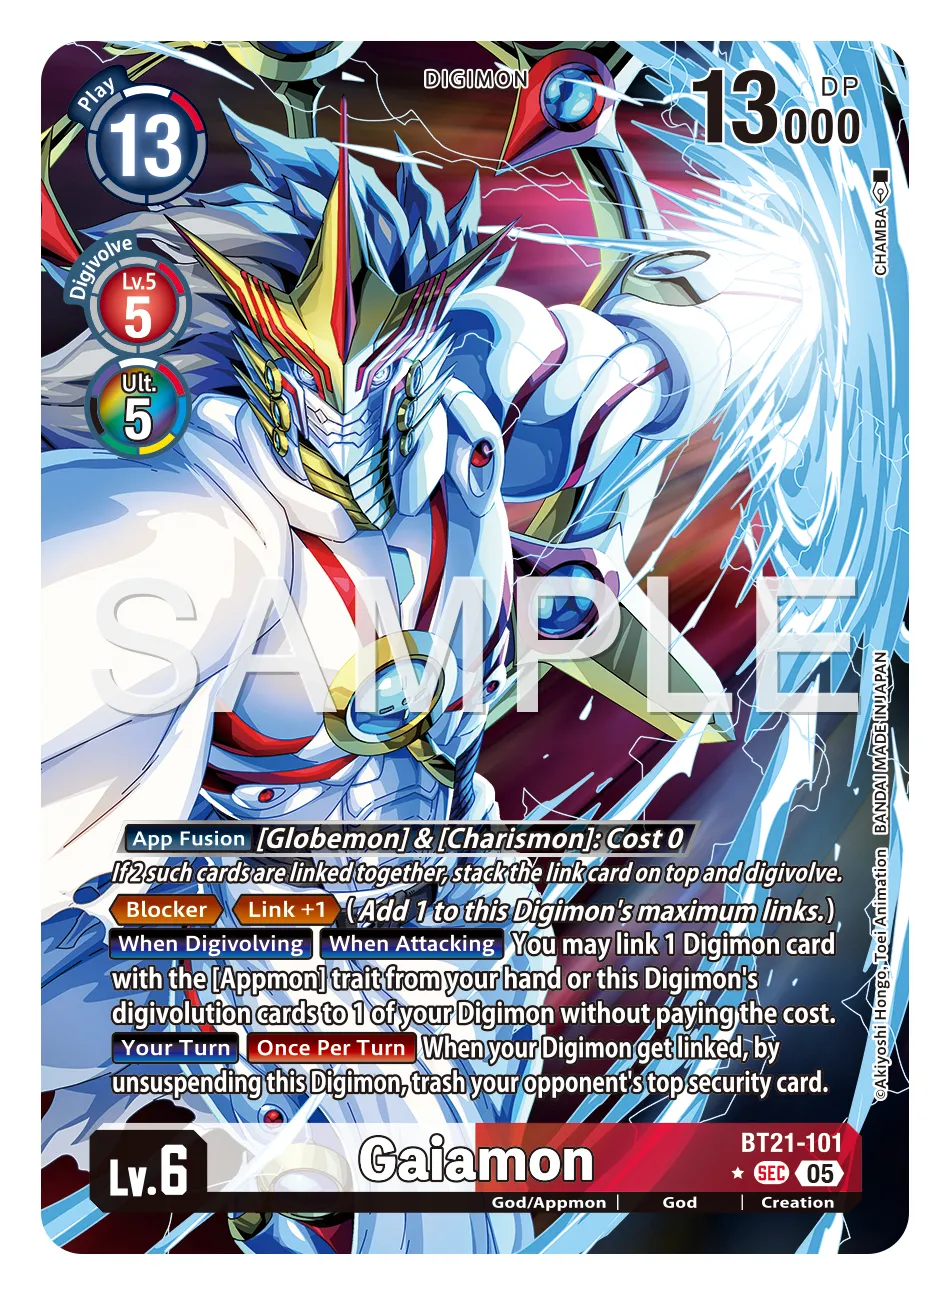 DIGIMON
Play
13
13000
DP
CHAMBA
Digivolve
Lv.5
5
Ult.
5
SAMPLE
BANDAI MADE IN JAPAN
©Akiyoshi Hongo, Toei Animation
App Fusion [Globemon] & [Charismon]: Cost 0
If 2 such cards are linked together, stack the link card on top and digivolve.
Blocker Link +1 (Add 1 to this Digimon's maximum links.)
When Digivolving When Attacking You may link 1 Digimon card
with the [Appmon] trait from your hand or this Digimon's
digivolution cards to 1 of your Digimon without paying the cost.
Your Turn Once Per Turn When your Digimon get linked, by
unsuspending this Digimon, trash your opponent's top security card.
Lv.6
Gaiamon
BT21-101
SEC 05
God/Appmon | God | Creation